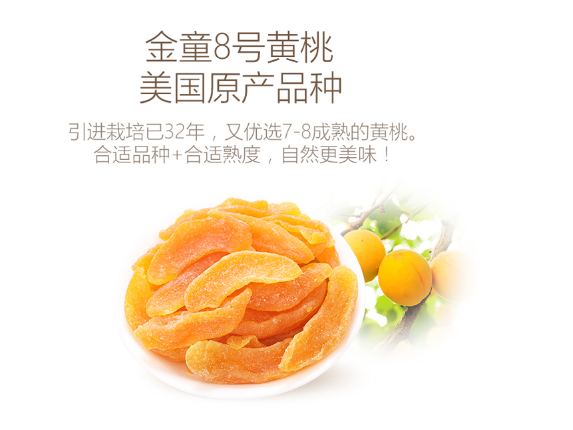 金童8号黄桃
美国原产品种
引进栽培已32年，又优选7-8成熟的黄桃。
合适品种+合适熟度，自然更美味！